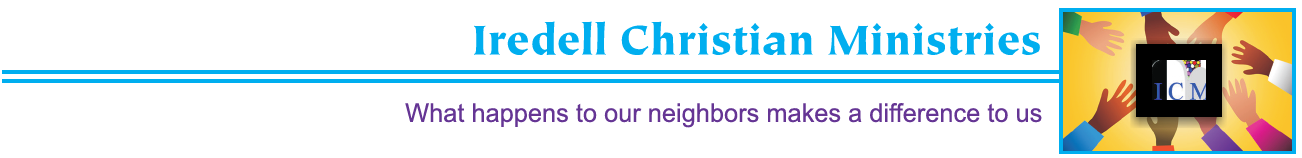 Iredell Christian Ministries
What happens to our neighbors makes a difference to us
ICM